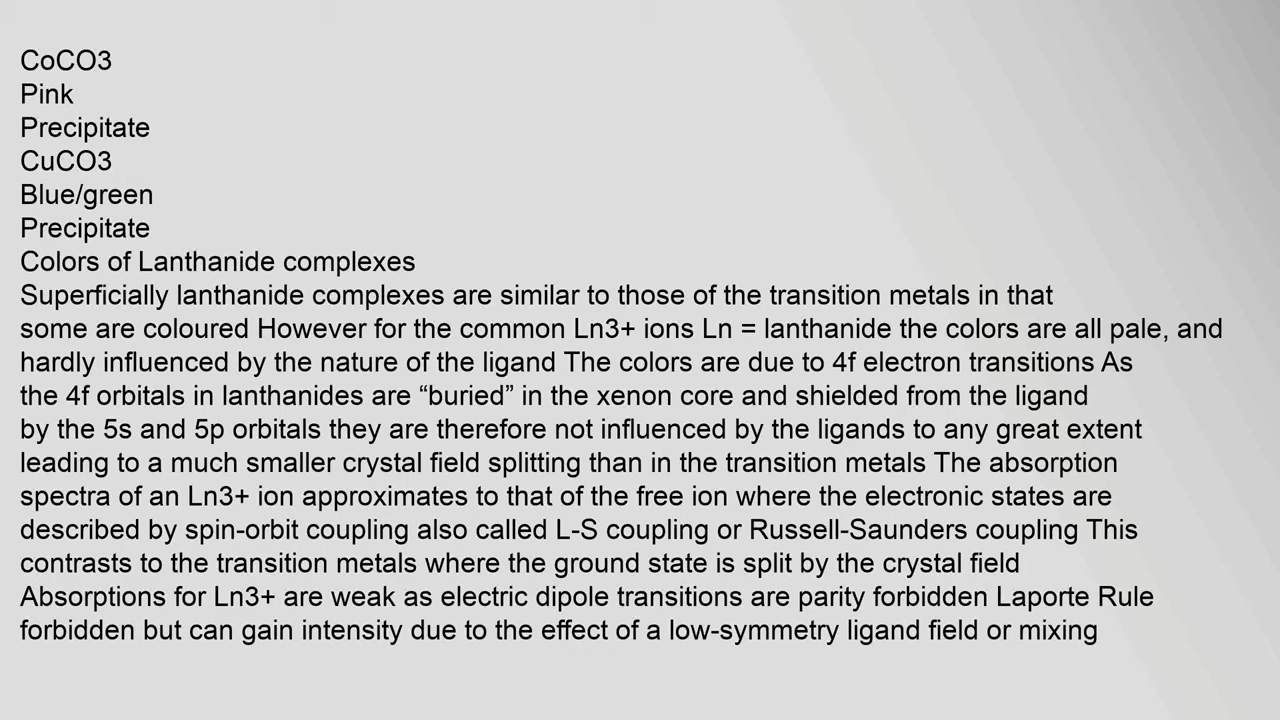 CoCO3
Pink
Precipitate
CuCO3
Blue/green
Precipitate
Colors of Lanthanide complexes
Superficially lanthanide complexes are similar to those of the transition metals in that
some are coloured However for the common Ln3+ ions Ln = lanthanide the colors are all pale, and
hardly influenced by the nature of the ligand The colors are due to 4f electron transitions As
the 4f orbitals in lanthanides are “buried” in the xenon core and shielded from the ligand
by the 5s and 5p orbitals they are therefore not influenced by the ligands to any great extent
leading to a much smaller crystal field splitting than in the transition metals The absorption
spectra of an Ln3+ ion approximates to that of the free ion where the electronic states are
described by spin-orbit coupling also called L-S coupling or Russell-Saunders coupling This
contrasts to the transition metals where the ground state is split by the crystal field
Absorptions for Ln3+ are weak as electric dipole transitions are parity forbidden Laporte Rule
forbidden but can gain intensity due to the effect of a low-symmetry ligand field or mixing